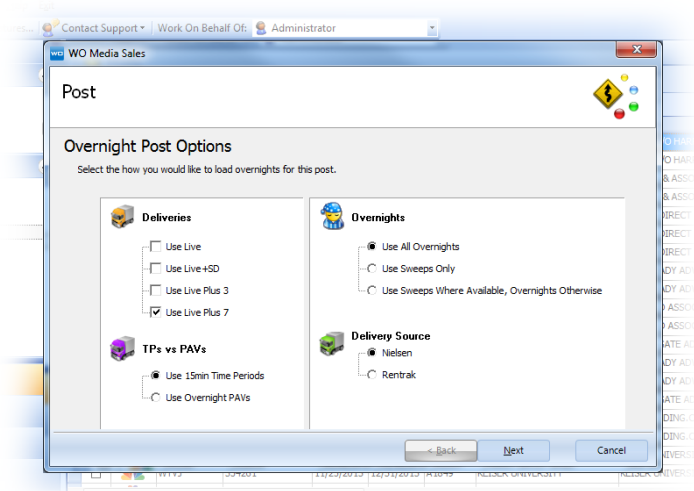 Contact Support Work On Behalf Of: Administrator
WO Media Sales
Post
Overnight Post Options
Select the how you would like to load overnights for this post.
Deliveries
Use Live
Use Live+SD
Use Live Plus 3
Use Live Plus 7
TPs vs PAVs
Use 15min Time Periods
Use Overnight PAVs
Overnights
Use All Overnights
Use Sweeps Only
Use Sweeps Where Available, Overnights Otherwise
Delivery Source
Nielsen
Rentrak
< Back Next Cancel